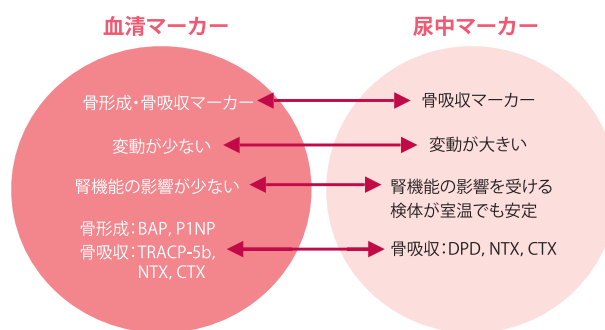 血清マーカー
骨形成・骨吸収マーカー
変動が少ない
腎機能の影響が少ない
骨形成：BAP, P1NP
骨吸収：TRACP-5b,
NTX, CTX
尿中マーカー
骨吸収マーカー
変動が大きい
腎機能の影響を受ける
検体が室温でも安定
骨吸収：DPD, NTX, CTX